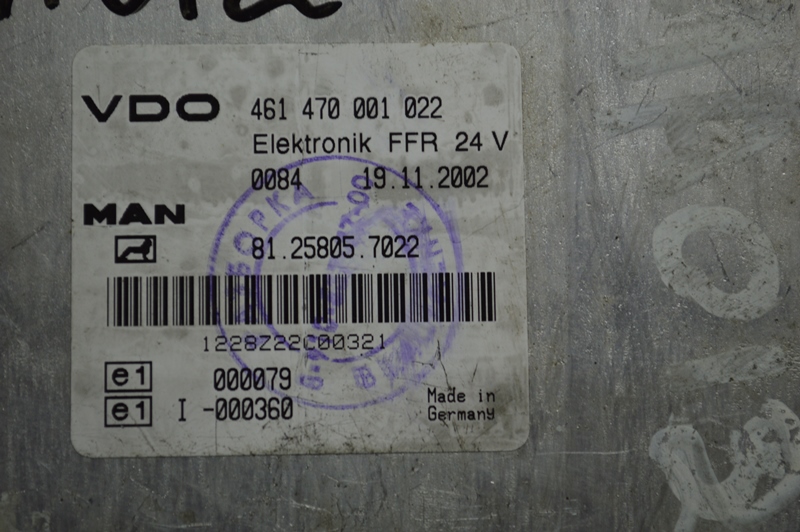 VDO 461 470 001 022
Elektronik FFR 24 V
0084 19.11.2002
MAN
81.25805.7022
1228Z22C00321
e1 000079
e1 I -000360
Made in
Germany